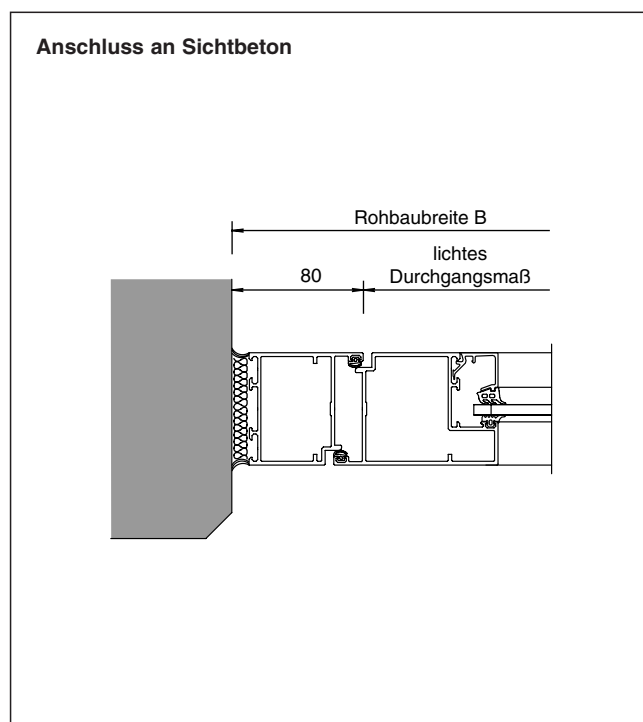 Anschluss an Sichtbeton
Rohbaubreite B
80
lichtes
Durchgangsmaß